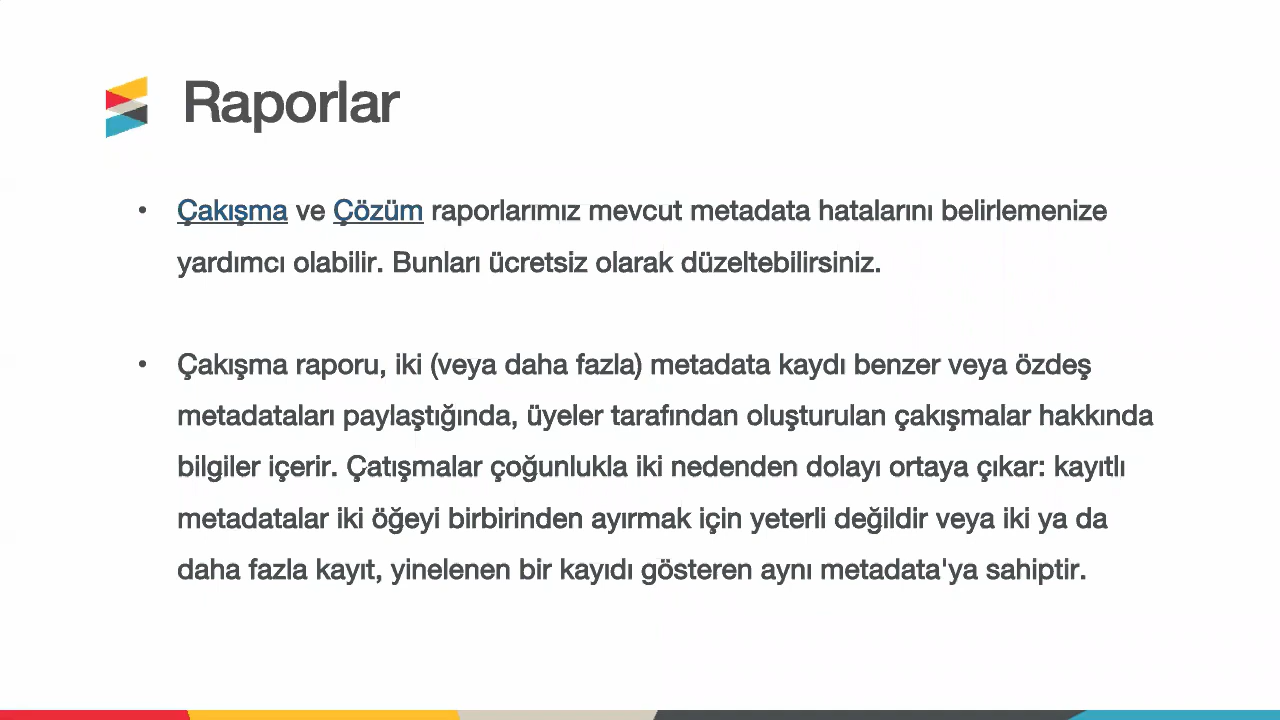 Raporlar
• Çakışma ve Çözüm raporlarımız mevcut metadata hatalarını belirlemenize
yardımcı olabilir. Bunları ücretsiz olarak düzeltebilirsiniz.
• Çakışma raporu, iki (veya daha fazla) metadata kaydı benzer veya özdeş
metadataları paylaştığında, üyeler tarafından oluşturulan çakışmalar hakkında
bilgiler içerir. Çatışmalar çoğunlukla iki nedenden dolayı ortaya çıkar: kayıtlı
metadatalar iki öğeyi birbirinden ayırmak için yeterli değildir veya iki ya da
daha fazla kayıt, yinelenen bir kayıdı gösteren aynı metadata'ya sahiptir.